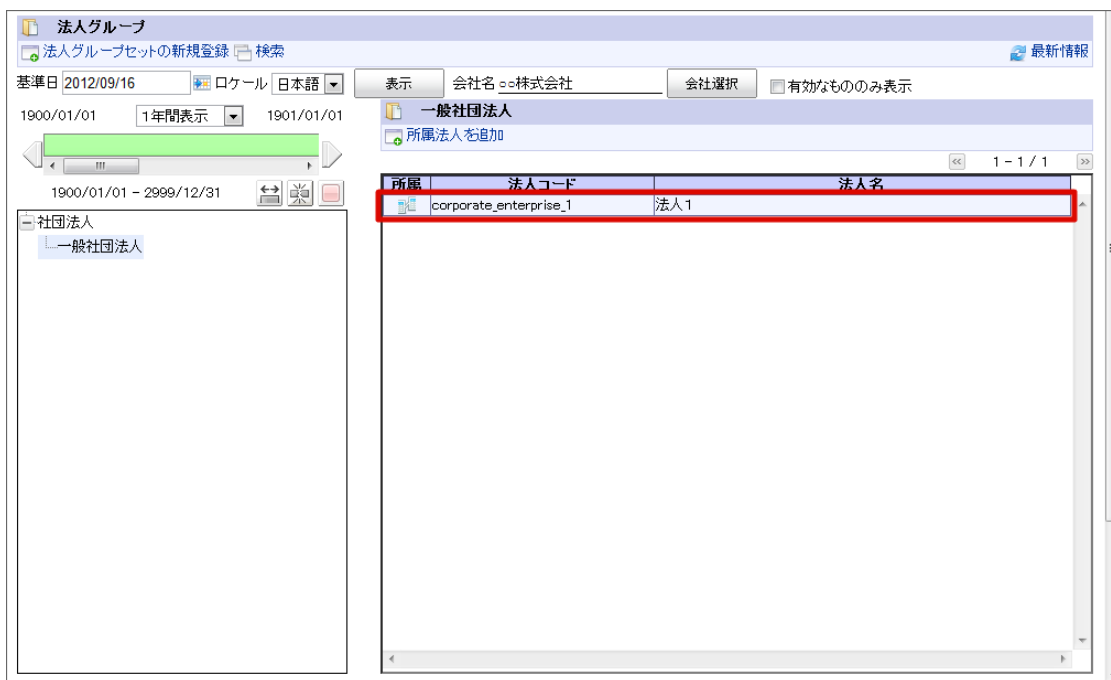 法人グループ
法人グループセットの新規登録 検索 最新情報
基準日 2012/09/16 ロケール 日本語 表示 会社名 ○○株式会社 会社選択 有効なもののみ表示
1900/01/01 1年間表示 1901/01/01
一般社団法人
所属法人を追加
1900/01/01 - 2999/12/31
<< 1 - 1 / 1 >>
所属 法人コード 法人名
corporate_enterprise_1 法人1
社団法人
一般社団法人